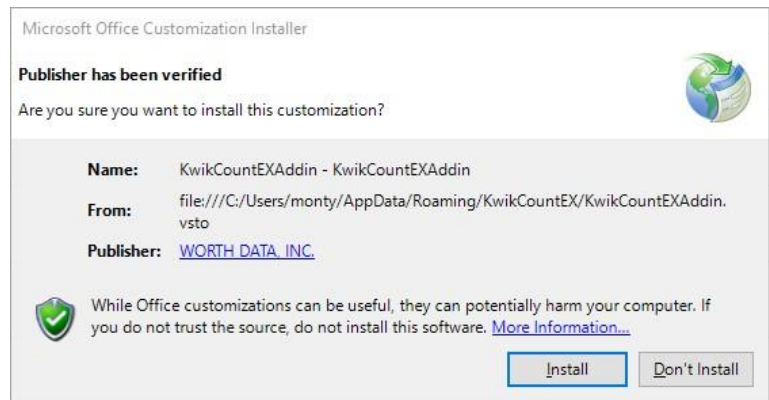 Microsoft Office Customization Installer
Publisher has been verified
Are you sure you want to install this customization?
Name: KwikCountEXAddin - KwikCountEXAddin
From: file:///C:/Users/monty/AppData/Roaming/KwikCountEX/KwikCountEXAddin.
vsto
Publisher: WORTH DATA, INC.
While Office customizations can be useful, they can potentially harm your computer. If
you do not trust the source, do not install this software. More Information...
Install Don't Install